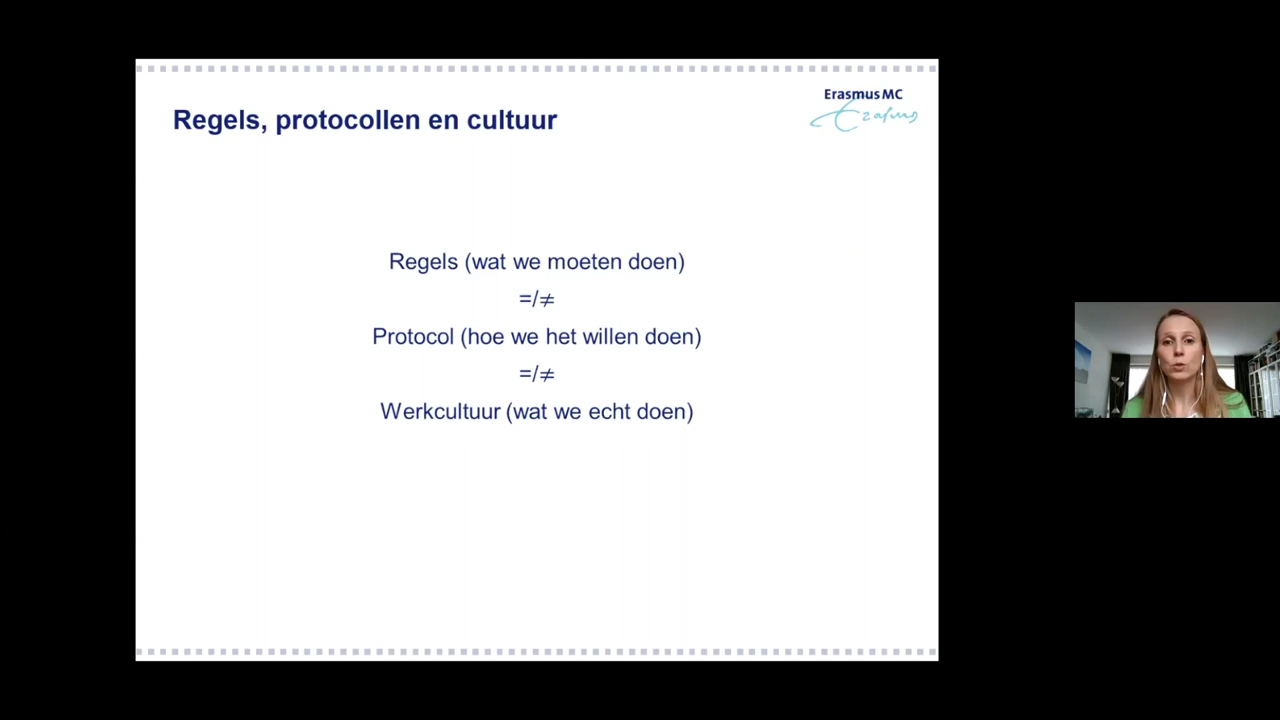 Erasmus MC
Erasmus
Regels, protocollen en cultuur
Regels (wat we moeten doen)
=/≠
Protocol (hoe we het willen doen)
=/≠
Werkcultuur (wat we echt doen)